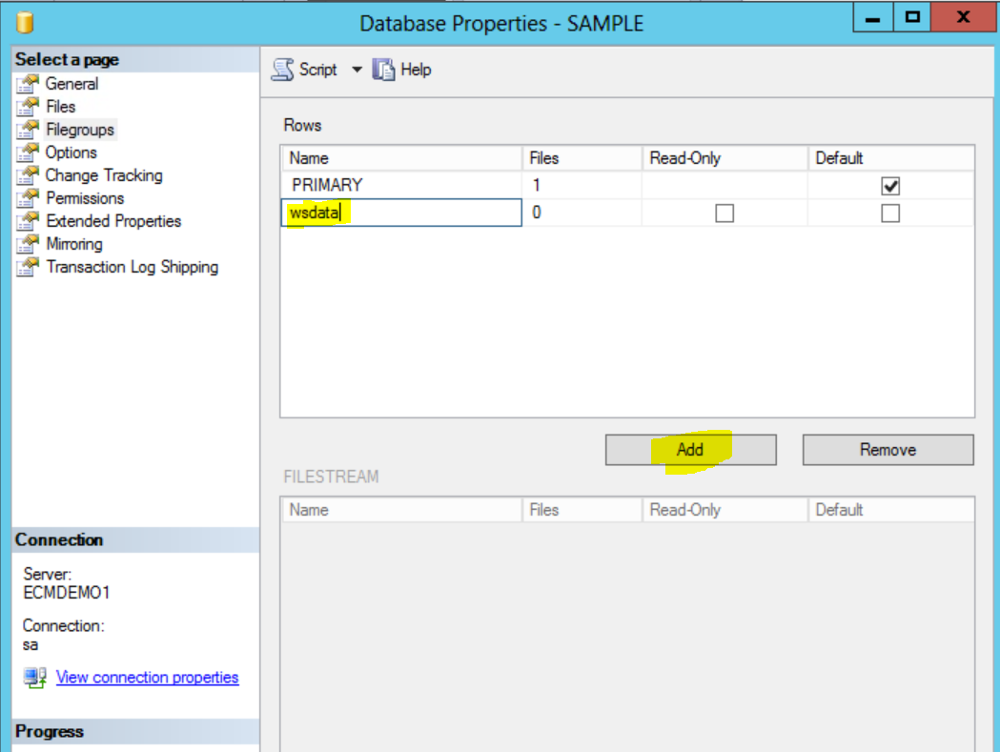 Database Properties - SAMPLE
Select a page
General
Files
Filegroups
Options
Change Tracking
Permissions
Extended Properties
Mirroring
Transaction Log Shipping
Script Help
Rows
Name Files Read-Only Default
PRIMARY 1
wsdata 0
Add Remove
FILESTREAM
Name Files Read-Only Default
Connection
Server:
ECMDEMO1
Connection:
sa
View connection properties
Progress